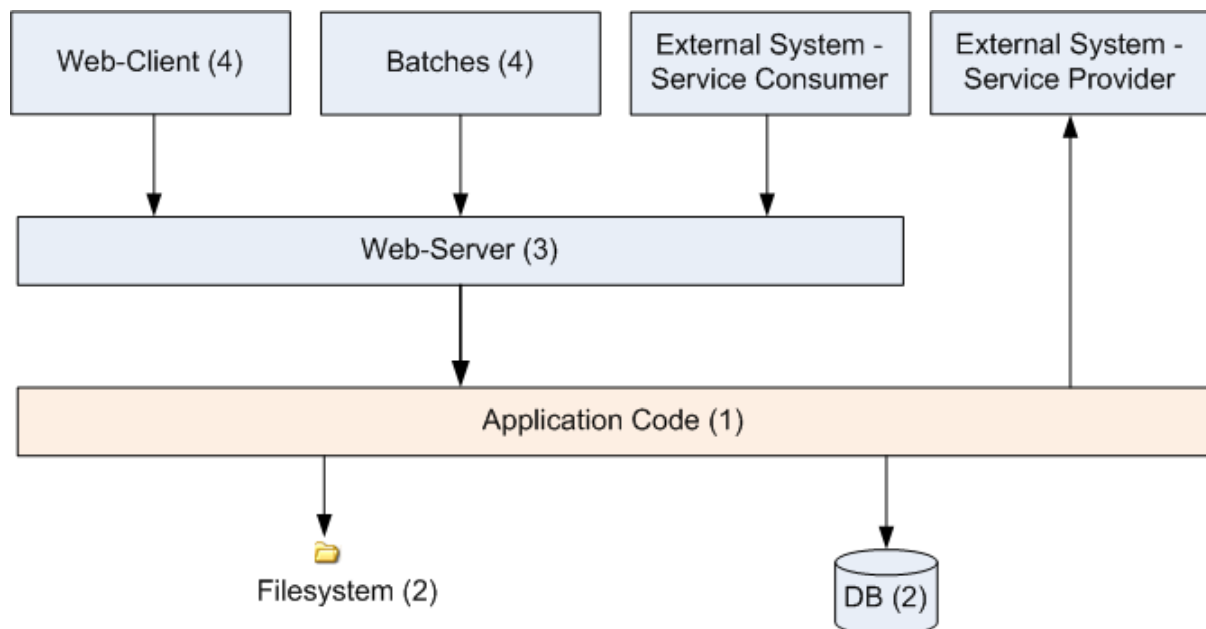 Web-Client (4)
Batches (4)
External System -
Service Consumer
External System -
Service Provider
Web-Server (3)
Application Code (1)
Filesystem (2)
DB (2)